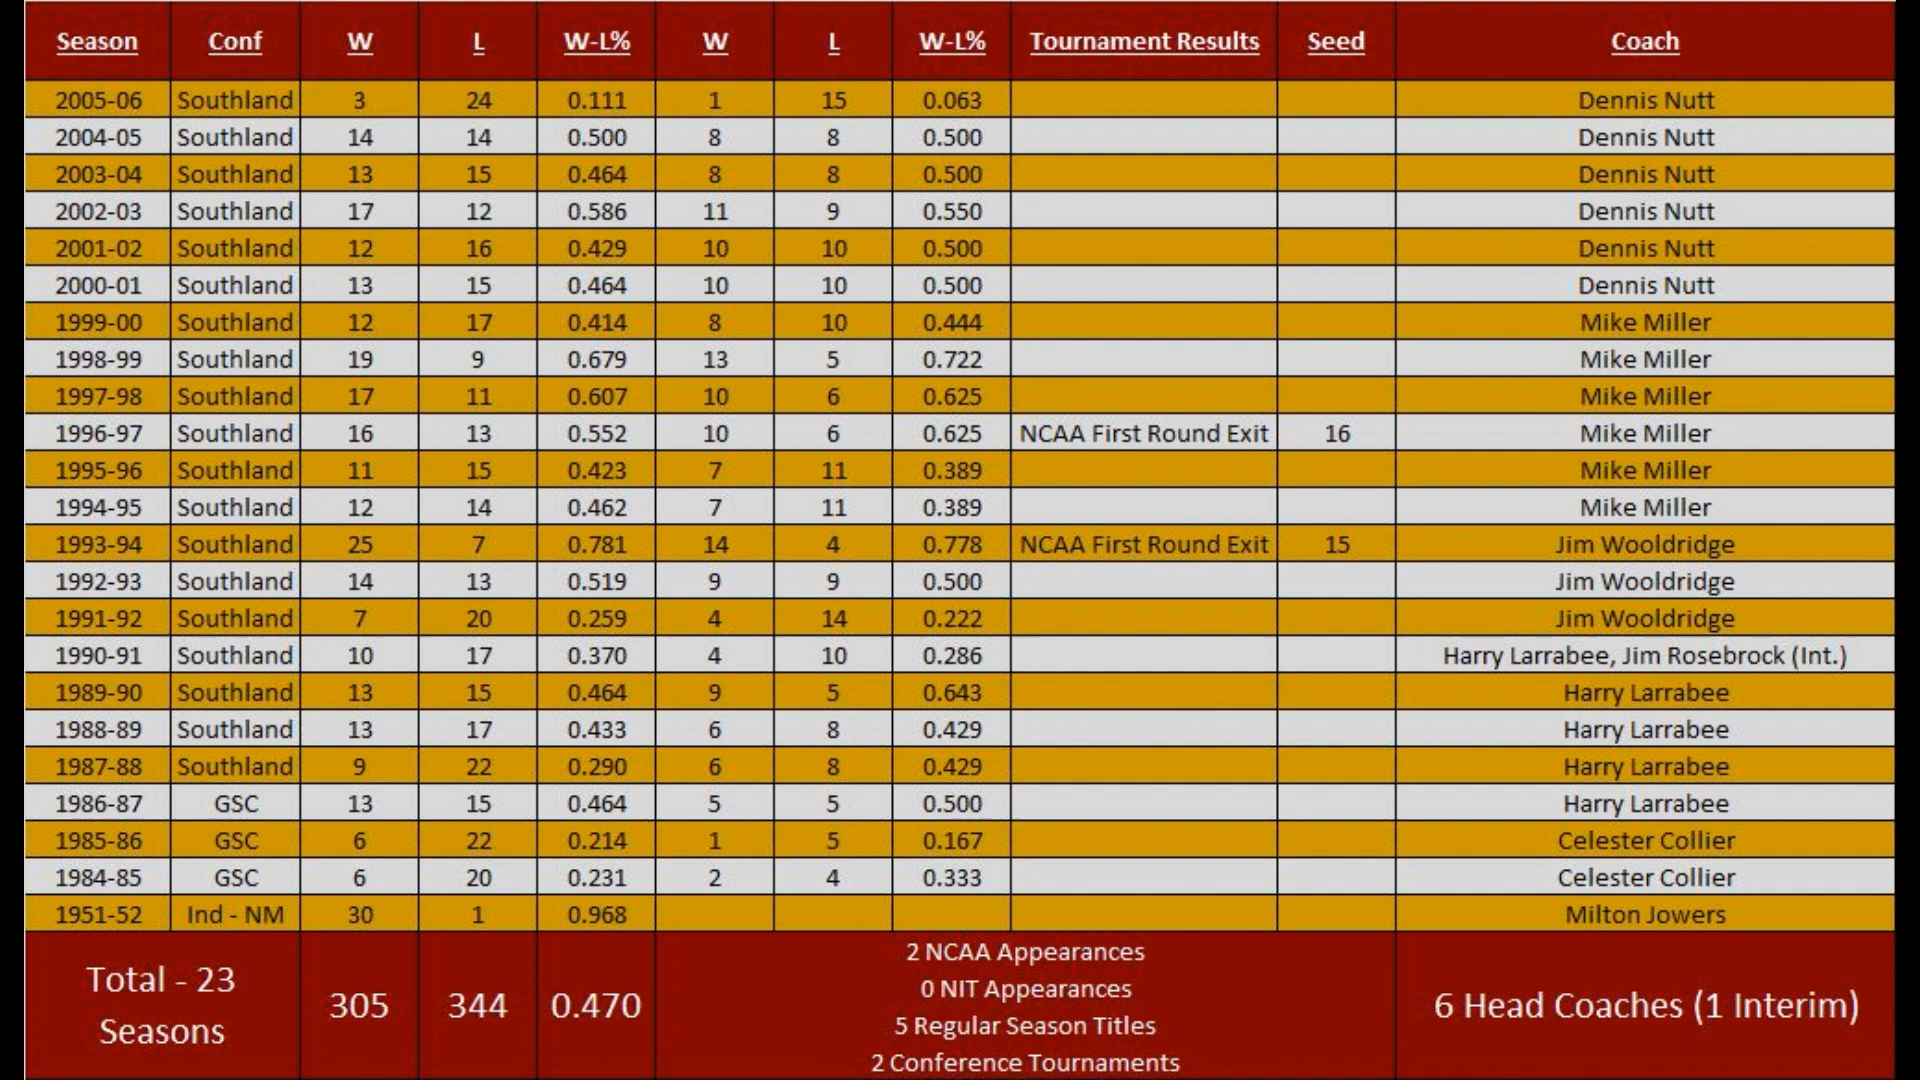 Season Conf W L W-L% W L W-L% Tournament Results Seed Coach
2005-06 Southland 3 24 0.111 1 15 0.063 Dennis Nutt
2004-05 Southland 14 14 0.500 8 8 0.500 Dennis Nutt
2003-04 Southland 13 15 0.464 8 8 0.500 Dennis Nutt
2002-03 Southland 17 12 0.586 11 9 0.550 Dennis Nutt
2001-02 Southland 12 16 0.429 10 10 0.500 Dennis Nutt
2000-01 Southland 13 15 0.464 10 10 0.500 Dennis Nutt
1999-00 Southland 12 17 0.414 8 10 0.444 Mike Miller
1998-99 Southland 19 9 0.679 13 5 0.722 Mike Miller
1997-98 Southland 17 11 0.607 10 6 0.625 Mike Miller
1996-97 Southland 16 13 0.552 10 6 0.625 NCAA First Round Exit 16 Mike Miller
1995-96 Southland 11 15 0.423 7 11 0.389 Mike Miller
1994-95 Southland 12 14 0.462 7 11 0.389 Mike Miller
1993-94 Southland 25 7 0.781 14 4 0.778 NCAA First Round Exit 15 Jim Wooldridge
1992-93 Southland 14 13 0.519 9 9 0.500 Jim Wooldridge
1991-92 Southland 7 20 0.259 4 14 0.222 Jim Wooldridge
1990-91 Southland 10 17 0.370 4 10 0.286 Harry Larrabee, Jim Rosebrock (Int.)
1989-90 Southland 13 15 0.464 9 5 0.643 Harry Larrabee
1988-89 Southland 13 17 0.433 6 8 0.429 Harry Larrabee
1987-88 Southland 9 22 0.290 6 8 0.429 Harry Larrabee
1986-87 GSC 13 15 0.464 5 5 0.500 Harry Larrabee
1985-86 GSC 6 22 0.214 1 5 0.167 Celester Collier
1984-85 GSC 6 20 0.231 2 4 0.333 Celester Collier
1951-52 Ind - NM 30 1 0.968 Milton Jowers
Total - 23
Seasons
305 344 0.470
2 NCAA Appearances
0 NIT Appearances
5 Regular Season Titles
2 Conference Tournaments
6 Head Coaches (1 Interim)